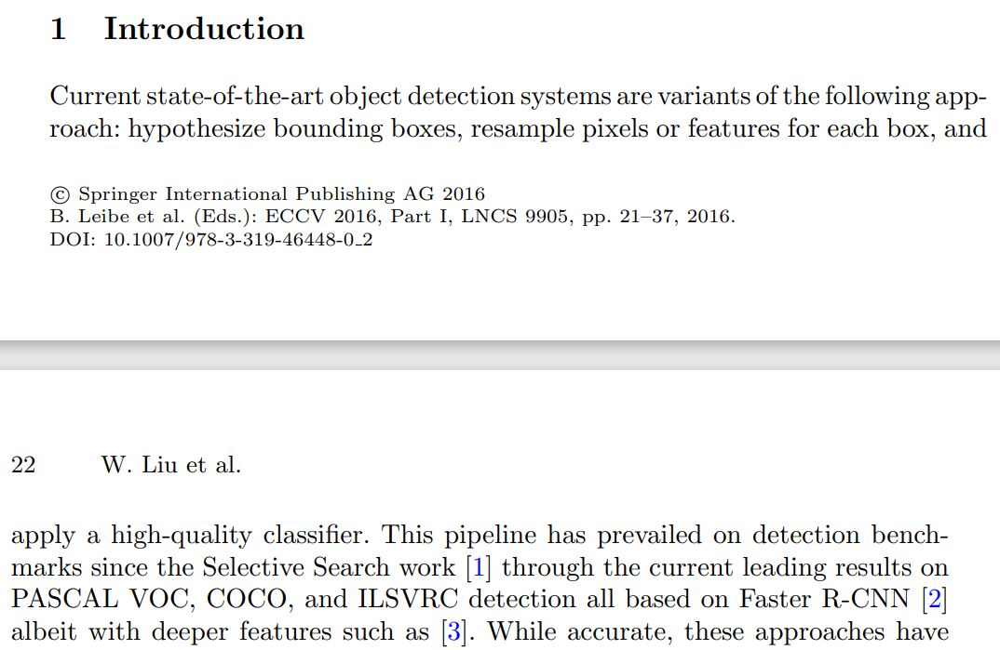 1 Introduction
Current state-of-the-art object detection systems are variants of the following app-
roach: hypothesize bounding boxes, resample pixels or features for each box, and
© Springer International Publishing AG 2016
B. Leibe et al. (Eds.): ECCV 2016, Part I, LNCS 9905, pp. 21–37, 2016.
DOI: 10.1007/978-3-319-46448-0_2
22 W. Liu et al.
apply a high-quality classifier. This pipeline has prevailed on detection bench-
marks since the Selective Search work [1] through the current leading results on
PASCAL VOC, COCO, and ILSVRC detection all based on Faster R-CNN [2]
albeit with deeper features such as [3]. While accurate, these approaches have